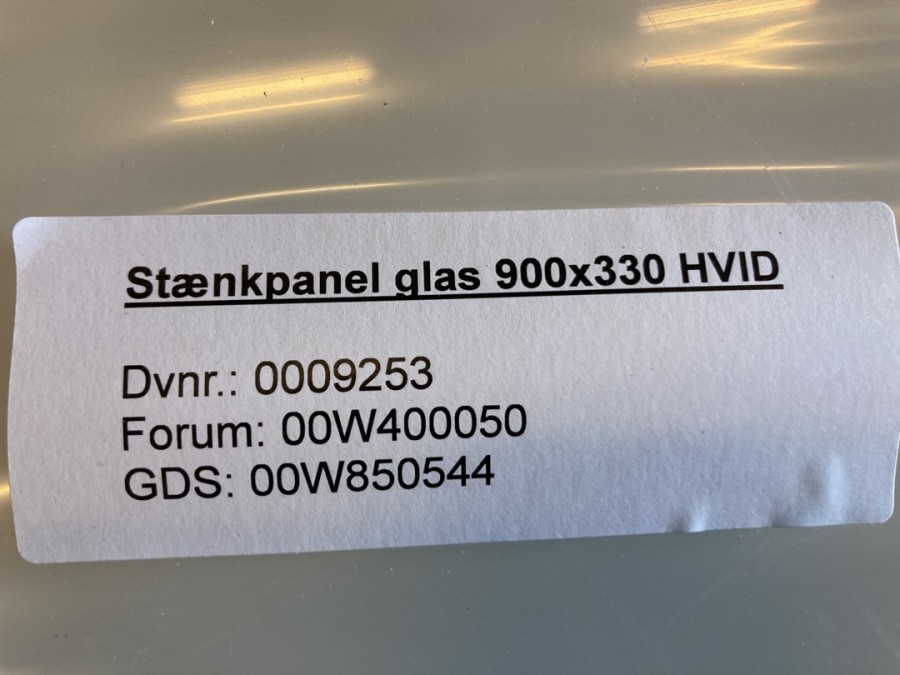 Stænkpanel glas 900x330 HVID
Dvnr.: 0009253
Forum: 00W400050
GDS: 00W850544